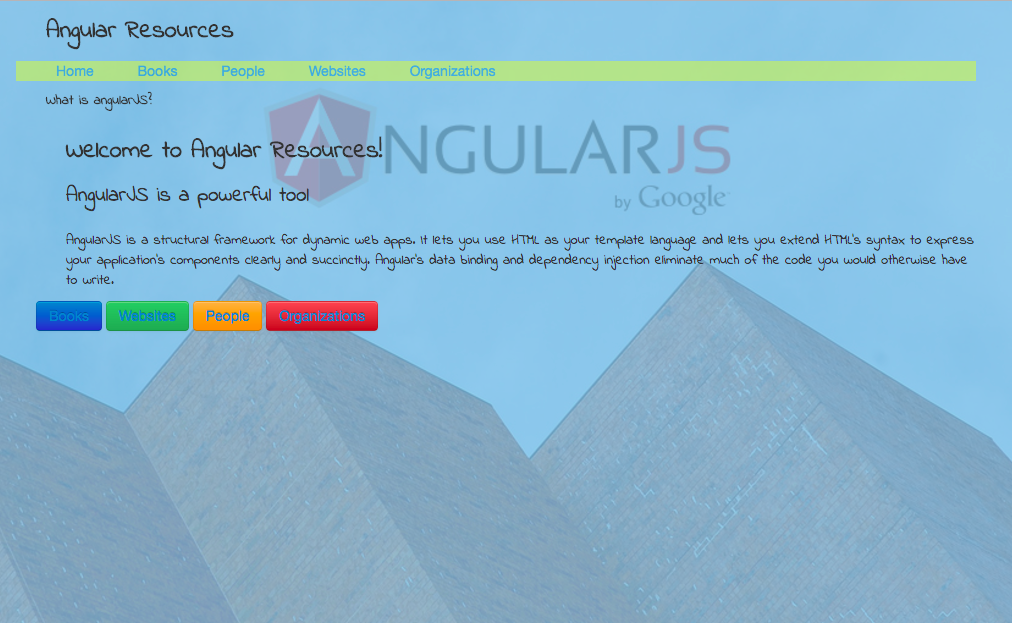 Angular Resources
Home Books People Websites Organizations
What is angularJS?
ANGULARJS
by Google
Welcome to Angular Resources!
AngularJS is a powerful tool
AngularJS is a structural framework for dynamic web apps. It lets you use HTML as your template language and lets you extend HTML's syntax to express
your application's components clearly and succinctly. Angular's data binding and dependency injection eliminate much of the code you would otherwise have
to write.
Books Websites People Organizations